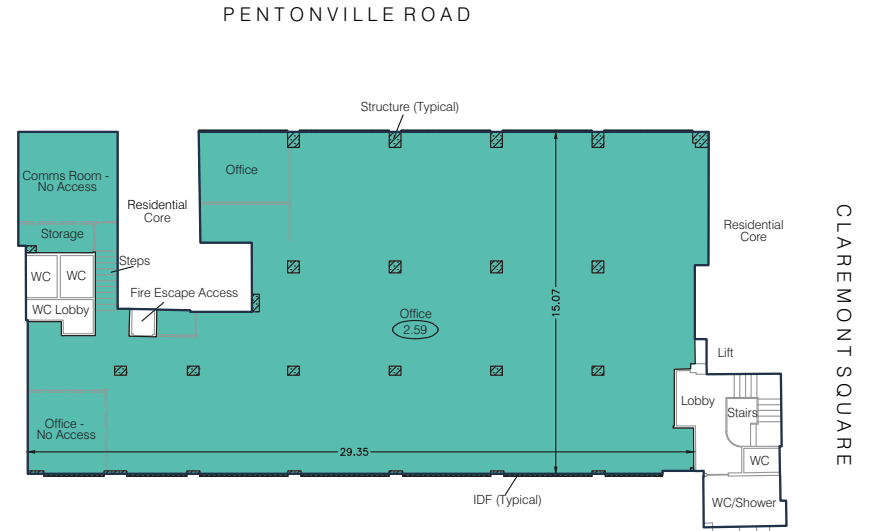 PENTONVILLE ROAD
Structure (Typical)
Comms Room -
No Access
Office
Residential
Core
Residential
Core
Storage
Steps
WC
WC
Fire Escape Access
WC Lobby
Office
2.59
15.07
Lift
Lobby
Stairs
Office -
No Access
29.35
WC
IDF (Typical)
WC/Shower
CLAREMONT SQUARE